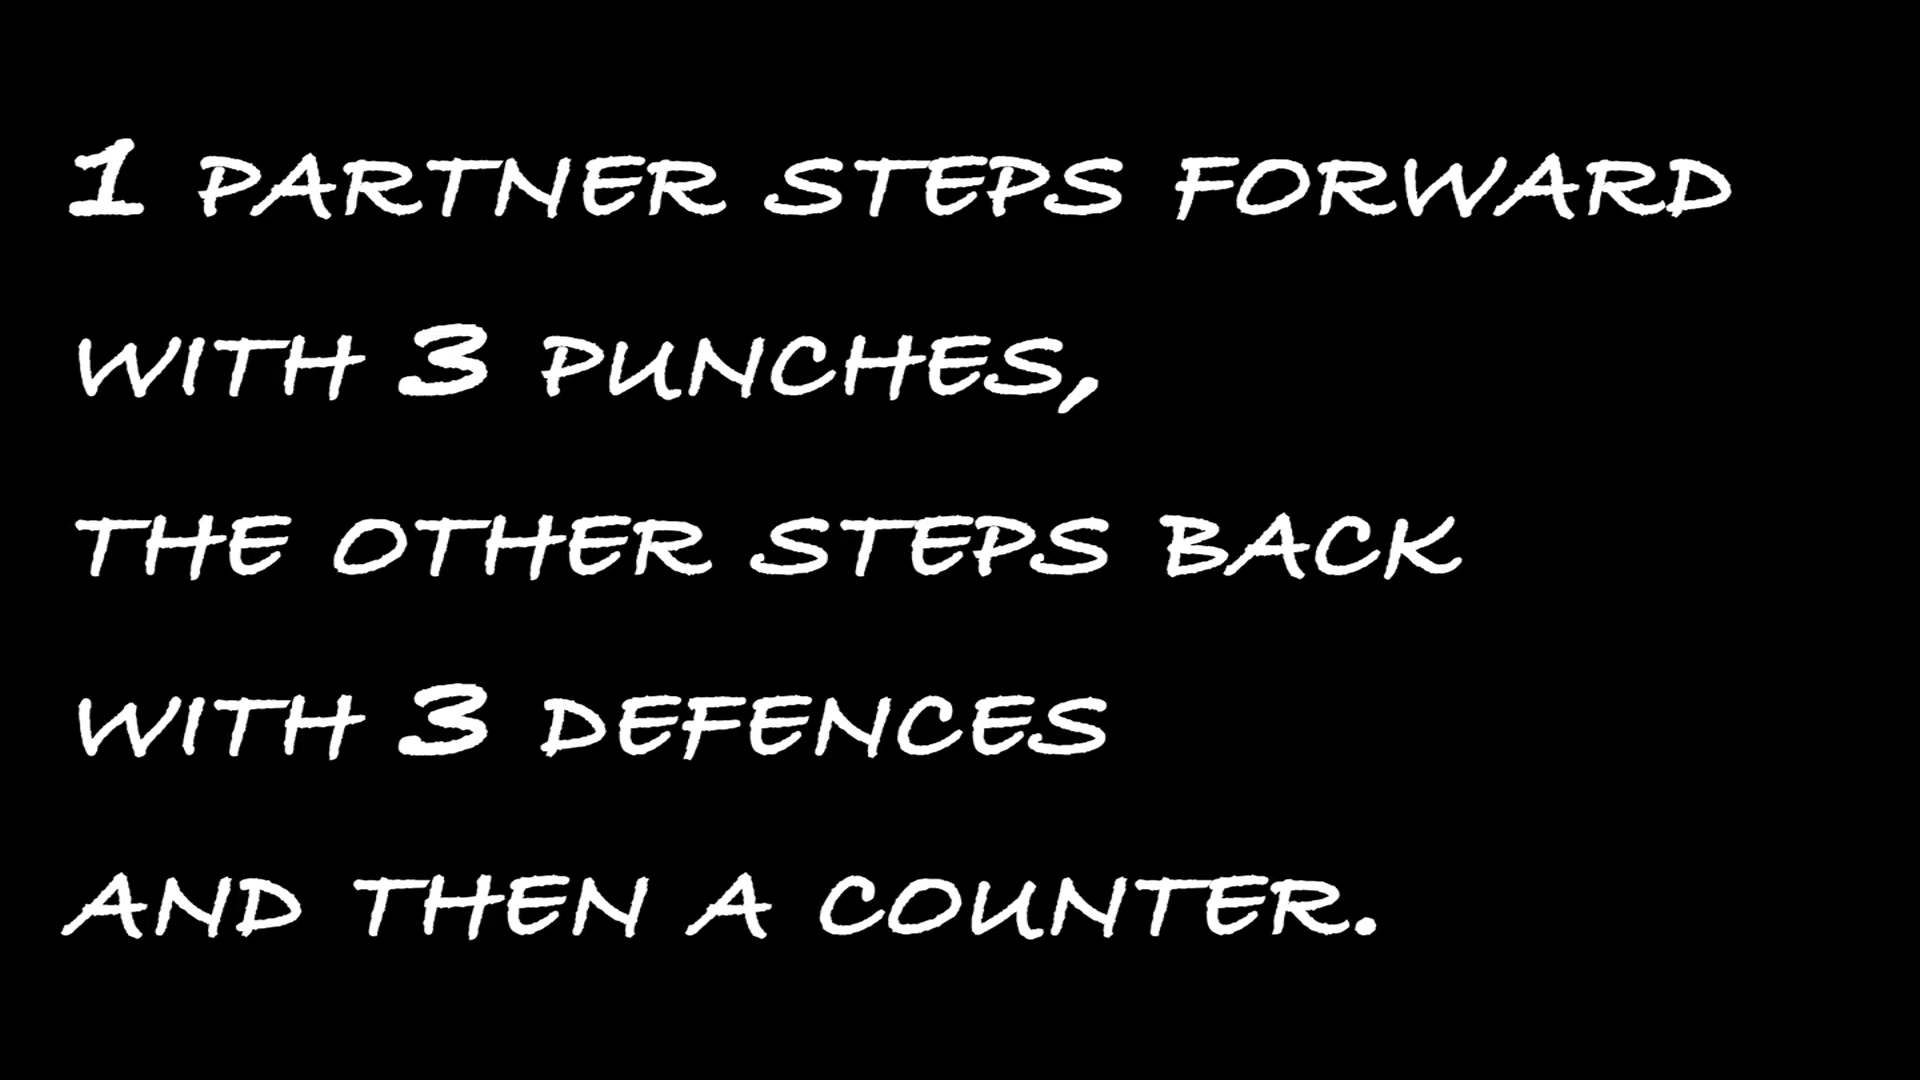 1 PARTNER STEPS FORWARD
WITH 3 PUNCHES,
THE OTHER STEPS BACK
WITH 3 DEFENCES
AND THEN A COUNTER.